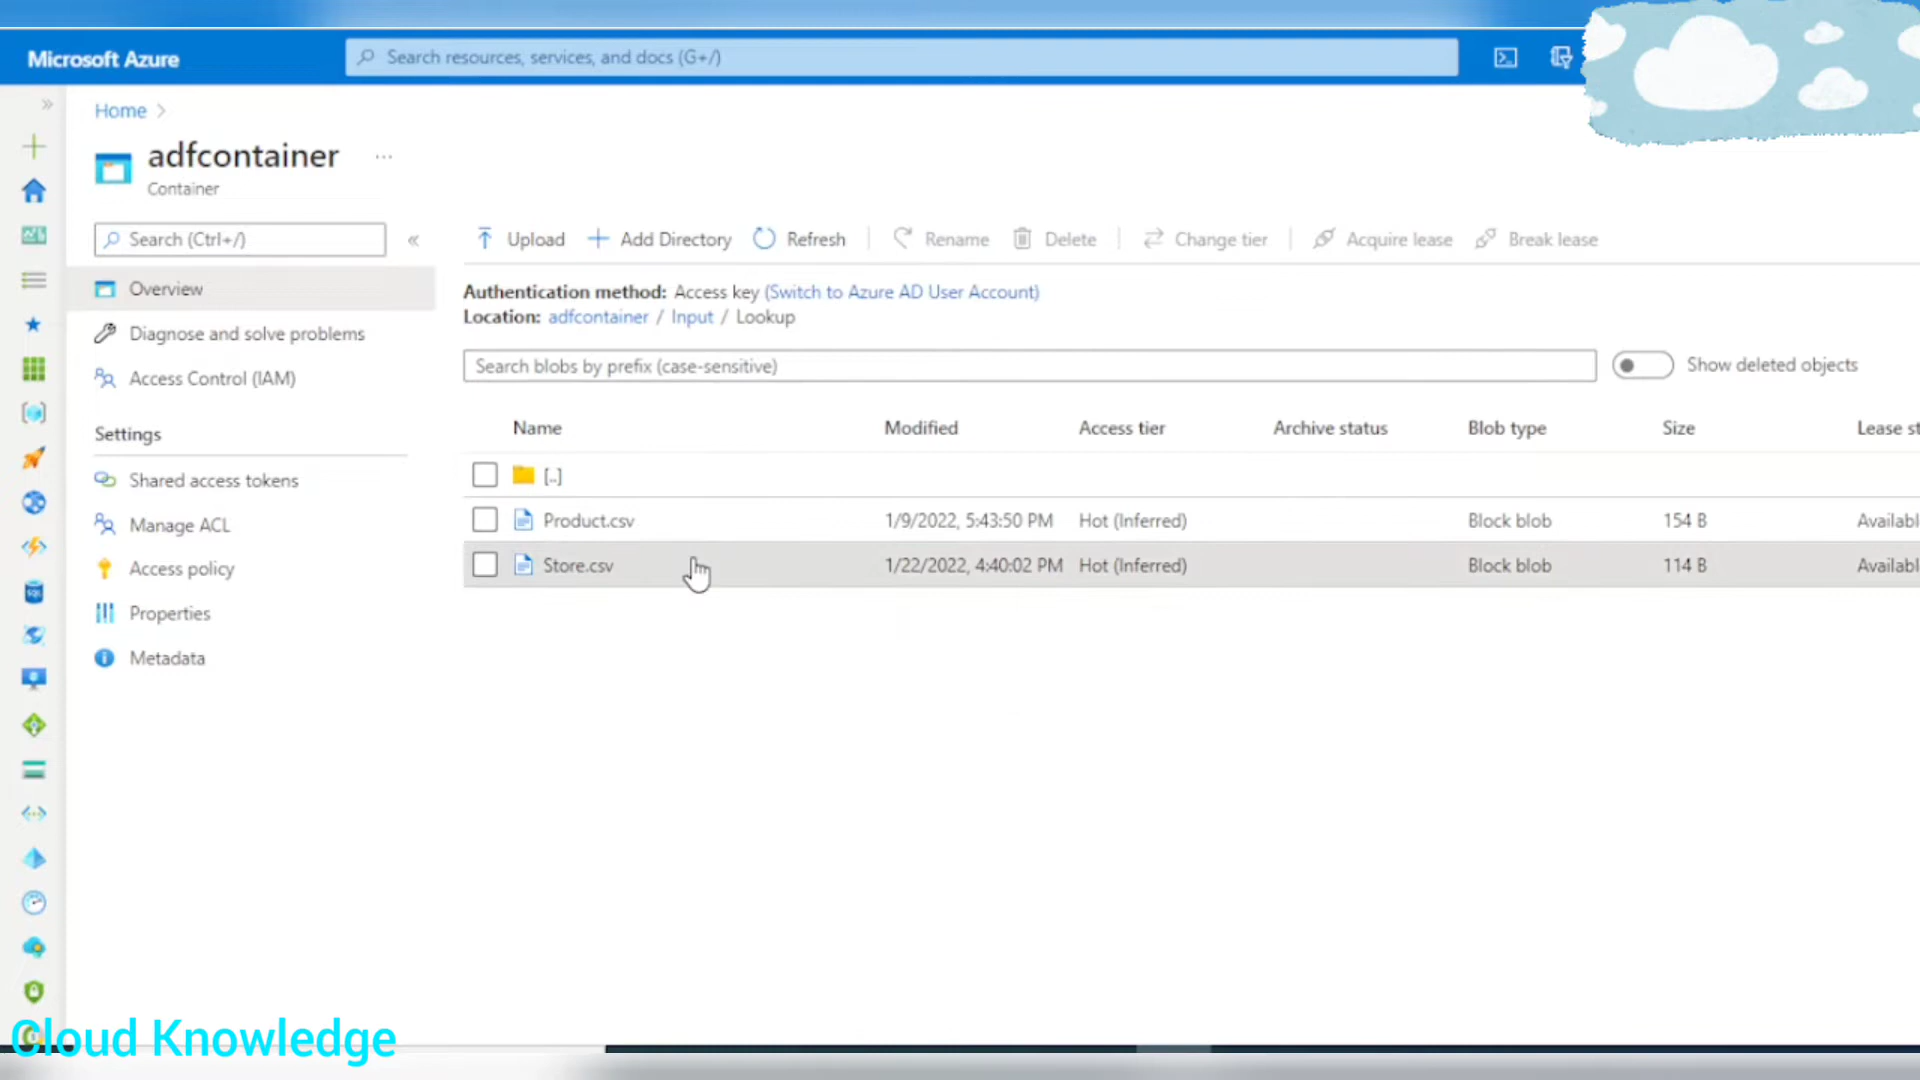 Microsoft Azure
Search resources, services, and docs (G+/)
Home
adfcontainer
Container
Search (Ctrl+/)
Upload
Add Directory
Refresh
Rename
Delete
Change tier
Acquire lease
Break lease
Overview
Diagnose and solve problems
Access Control (IAM)
Settings
Shared access tokens
Manage ACL
Access policy
Properties
Metadata
Authentication method: Access key (Switch to Azure AD User Account)
Location: adfcontainer / Input / Lookup
Search blobs by prefix (case-sensitive)
Show deleted objects
Name Modified Access tier Archive status Blob type Size Lease st
[..]
Product.csv 1/9/2022, 5:43:50 PM Hot (Inferred) Block blob 154 B Availabl
Store.csv 1/22/2022, 4:40:02 PM Hot (Inferred) Block blob 114 B Availabl
Cloud Knowledge